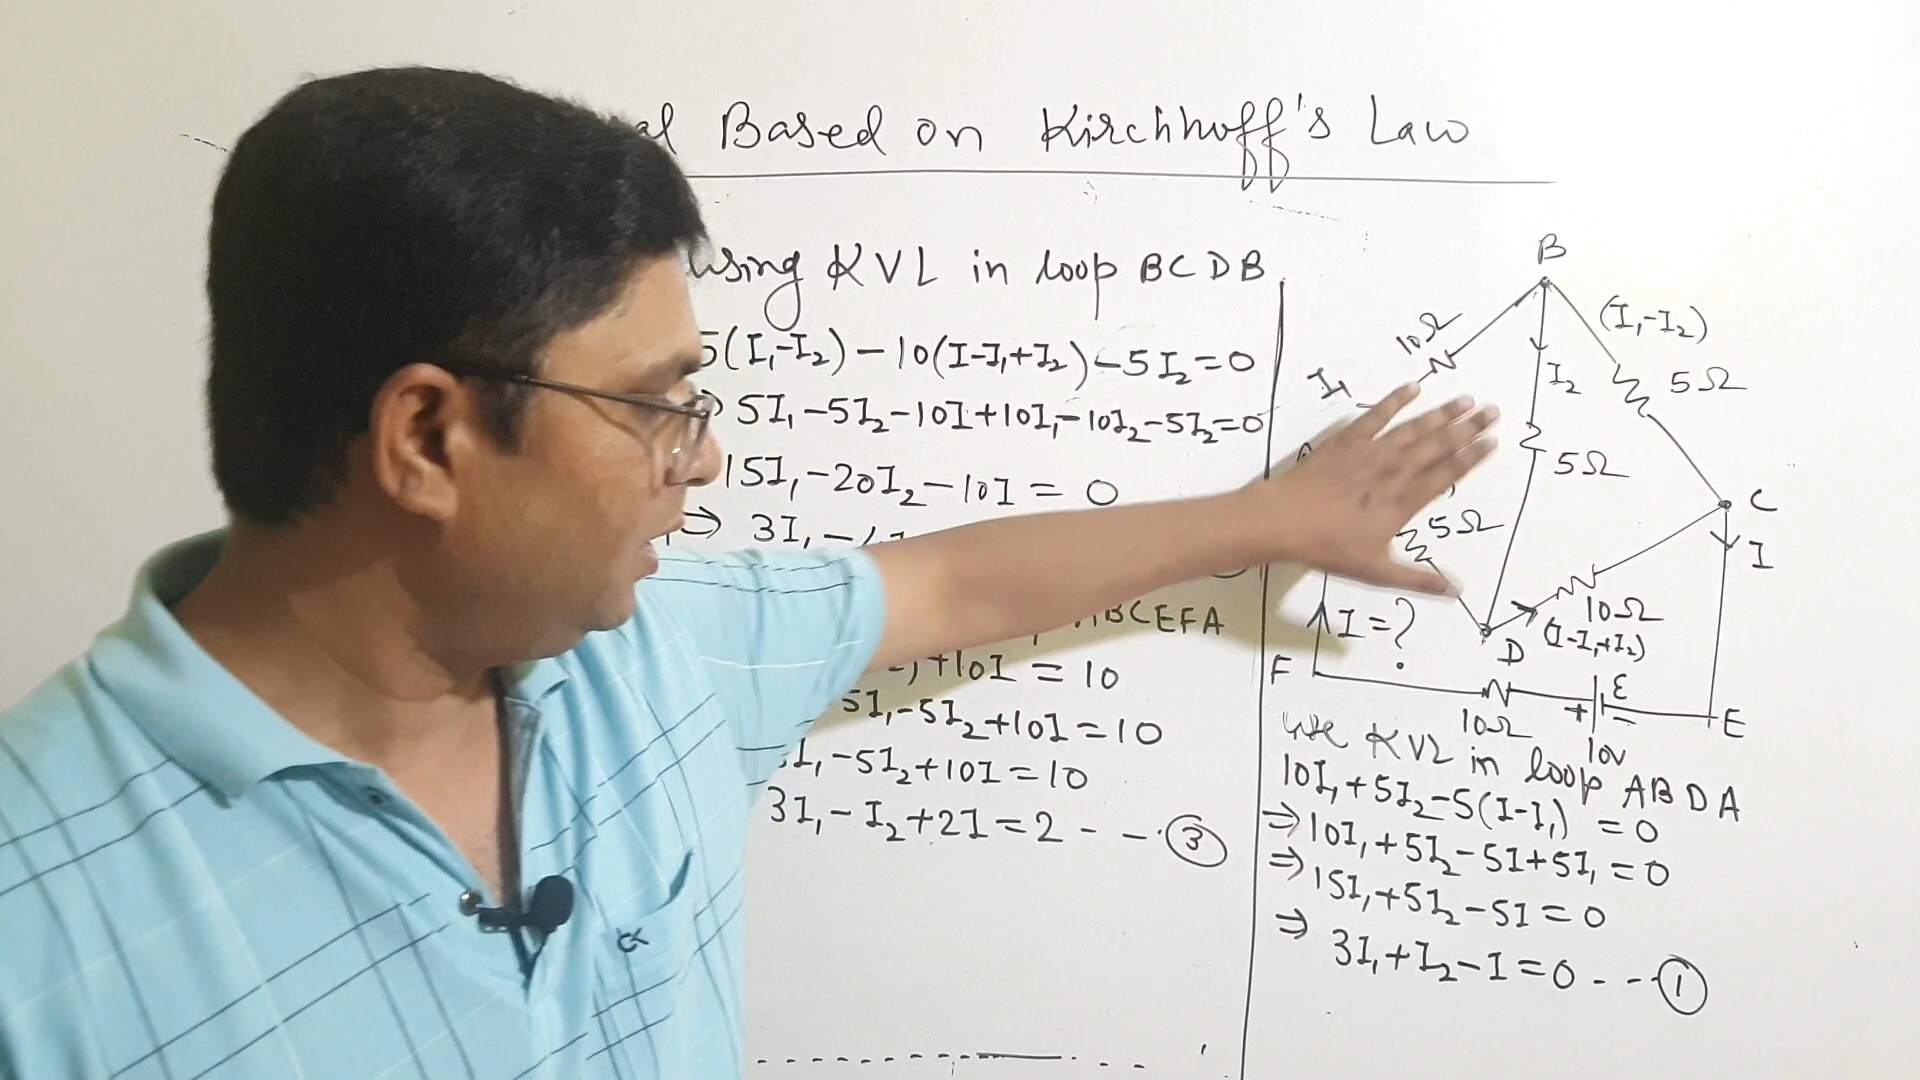 Based on Kirchhoff's Law
using KVL in loop BCDB
5(I₁-I₂) - 10(I-I₁+I₂) - 5I₂ = 0
5I₁ - 5I₂ - 10I + 10I₁ - 10I₂ - 5I₂ = 0
15I₁ - 20I₂ - 10I = 0
⇒ 3I₁ -
ABCEFA
+10I = 10
5I₁ - 5I₂ + 10I = 10
I₁ - 5I₂ + 10I = 10
3I₁ - I₂ + 2I = 2 - - ③
B
10Ω
(I₁-I₂)
I₁
I₂
5Ω
5Ω
C
5Ω
I
10Ω
I = ?
D
(I-I₁+I₂)
F
ε
+ -
E
10Ω
10V
use KVL in loop ABDA
10I₁ + 5I₂ - 5(I-I₁) = 0
⇒ 10I₁ + 5I₂ - 5I + 5I₁ = 0
⇒ 15I₁ + 5I₂ - 5I = 0
⇒ 3I₁ + I₂ - I = 0 - - ①